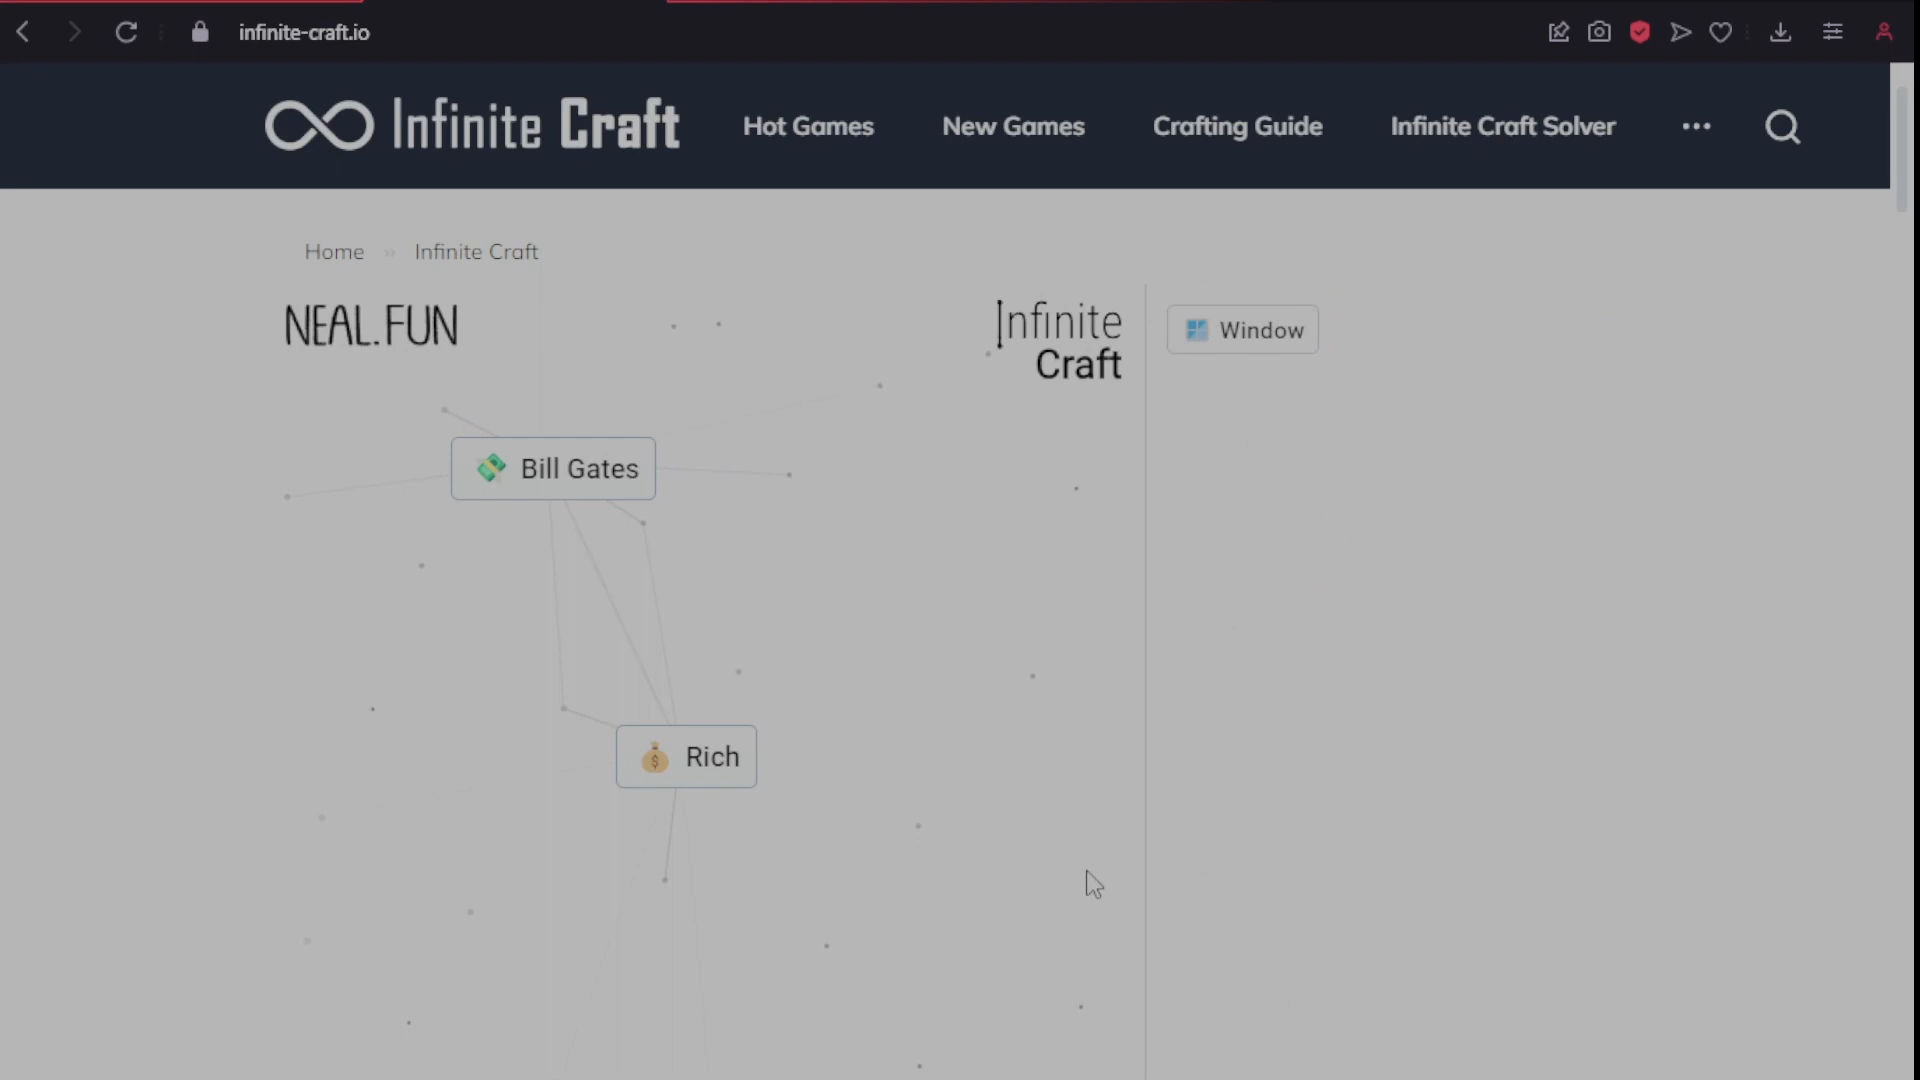 infinite-craft.io
Infinite Craft
Hot Games
New Games
Crafting Guide
Infinite Craft Solver
Home » Infinite Craft
NEAL.FUN
Infinite
Craft
Window
Bill Gates
Rich